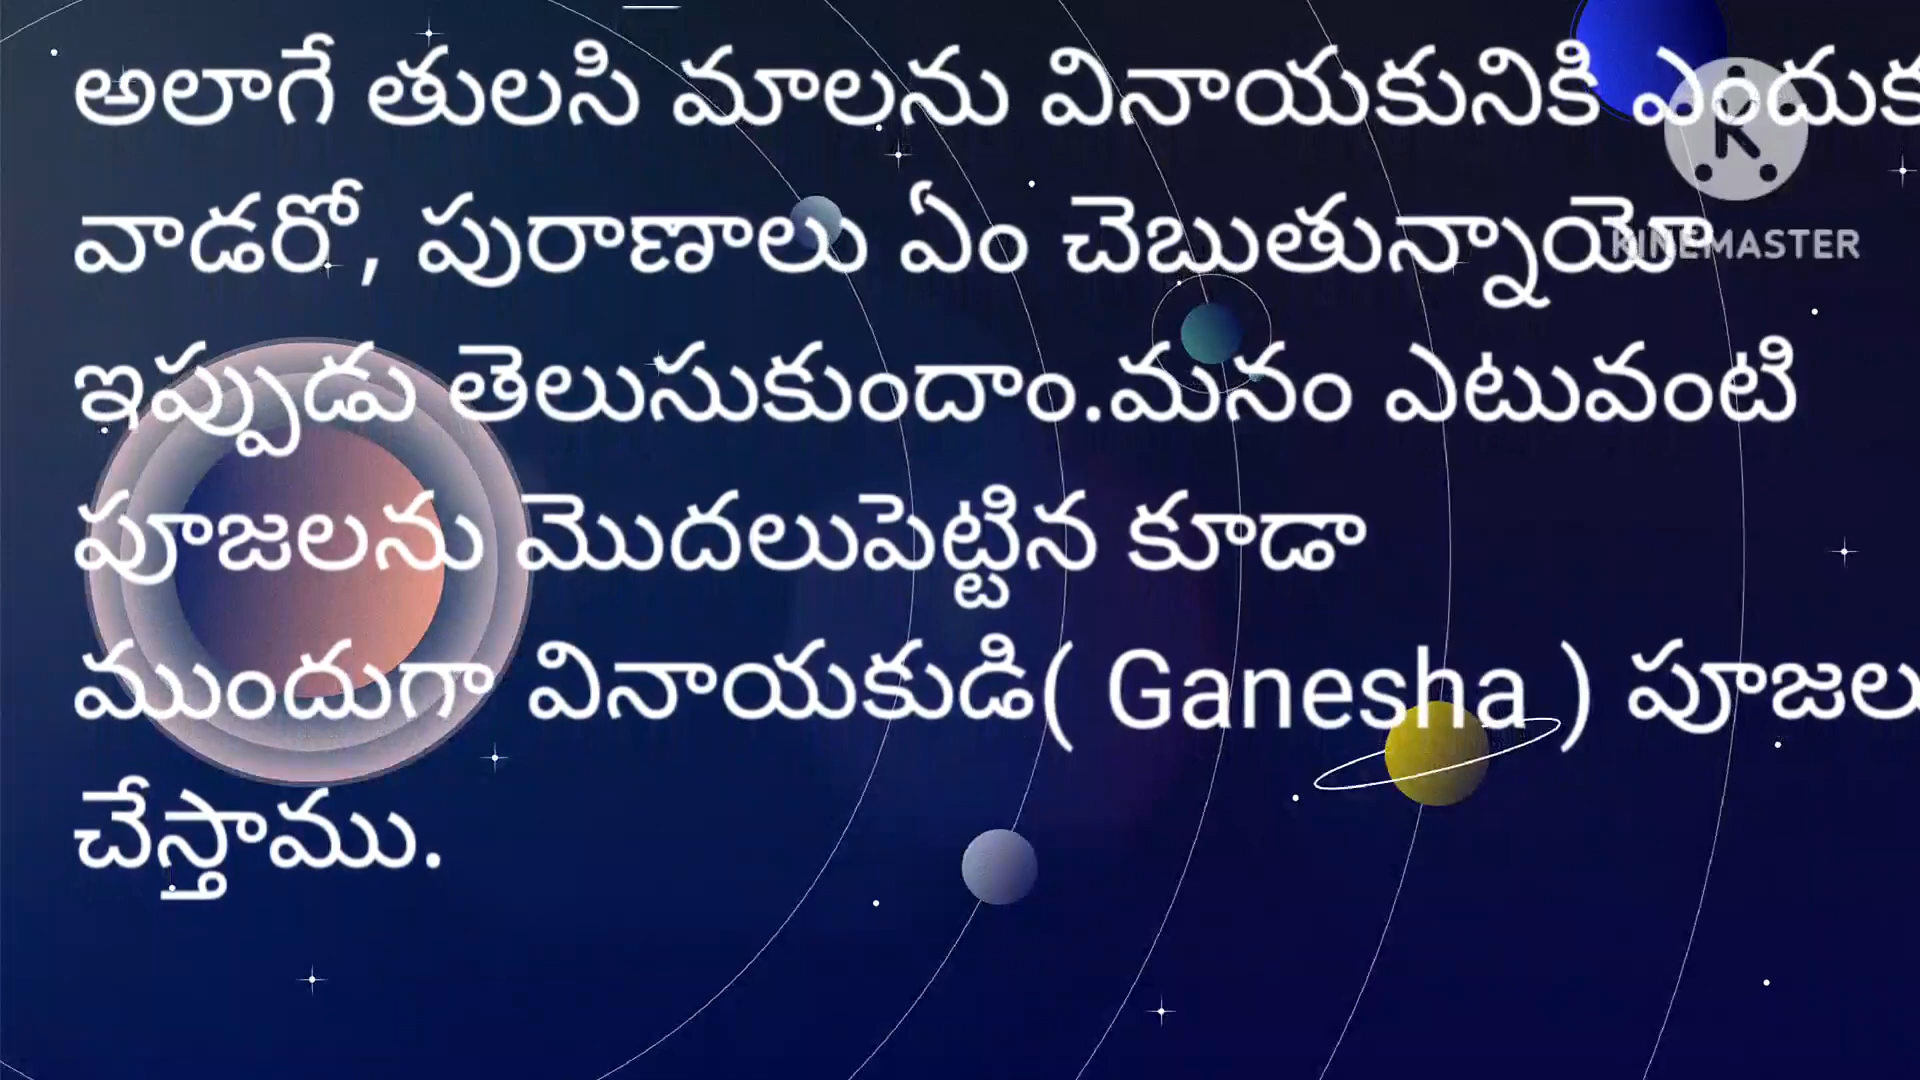 అలాగే తులసి మాలను వినాయకునికి ఎందుక
వాడరో, పురాణాలు ఏం చెబుతున్నాయో
ఇప్పుడు తెలుసుకుందాం.మనం ఎటువంటి
పూజలను మొదలుపెట్టిన కూడా
ముందుగా వినాయకుడి( Ganesha ) పూజల
చేస్తాము.
K
KINEMASTER